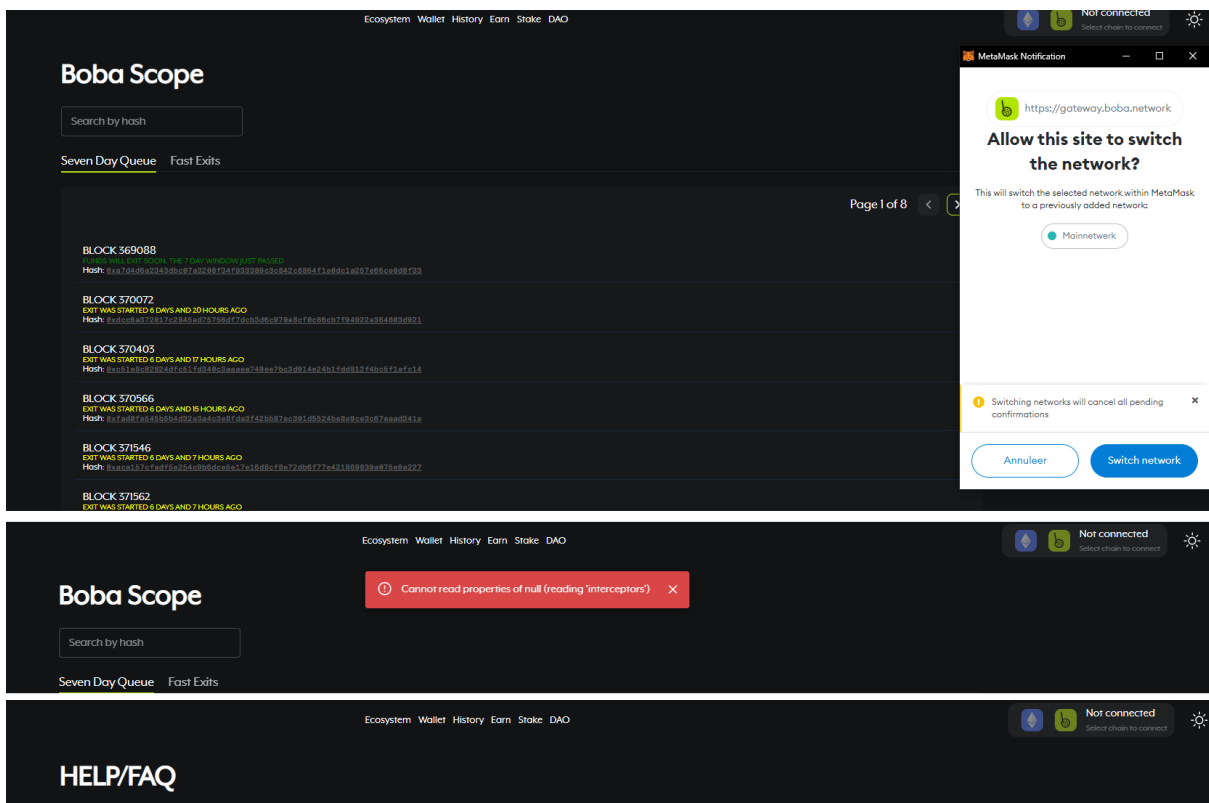 Ecosystem Wallet History Earn Stake DAO
Not connected
Select chain to connect
Boba Scope
Search by hash
Seven Day Queue Fast Exits
Page 1 of 8
BLOCK 369088
FUNDS WILL EXIT SOON. THE 7 DAY WINDOW JUST PASSED
Hash:
BLOCK 370072
EXIT WAS STARTED 6 DAYS AND 20 HOURS AGO
Hash:
BLOCK 370403
EXIT WAS STARTED 6 DAYS AND 17 HOURS AGO
Hash:
BLOCK 370566
EXIT WAS STARTED 6 DAYS AND 15 HOURS AGO
Hash:
BLOCK 371546
EXIT WAS STARTED 6 DAYS AND 7 HOURS AGO
Hash:
BLOCK 371562
EXIT WAS STARTED 6 DAYS AND 7 HOURS AGO
MetaMask Notification
https://gateway.boba.network
Allow this site to switch
the network?
This will switch the selected network within MetaMask
to a previously added network:
Mainnetwerk
Switching networks will cancel all pending
confirmations
Annuleer Switch network
Ecosystem Wallet History Earn Stake DAO
Not connected
Select chain to connect
Cannot read properties of null (reading 'interceptors')
Boba Scope
Search by hash
Seven Day Queue Fast Exits
Ecosystem Wallet History Earn Stake DAO
Not connected
Select chain to connect
HELP/FAQ